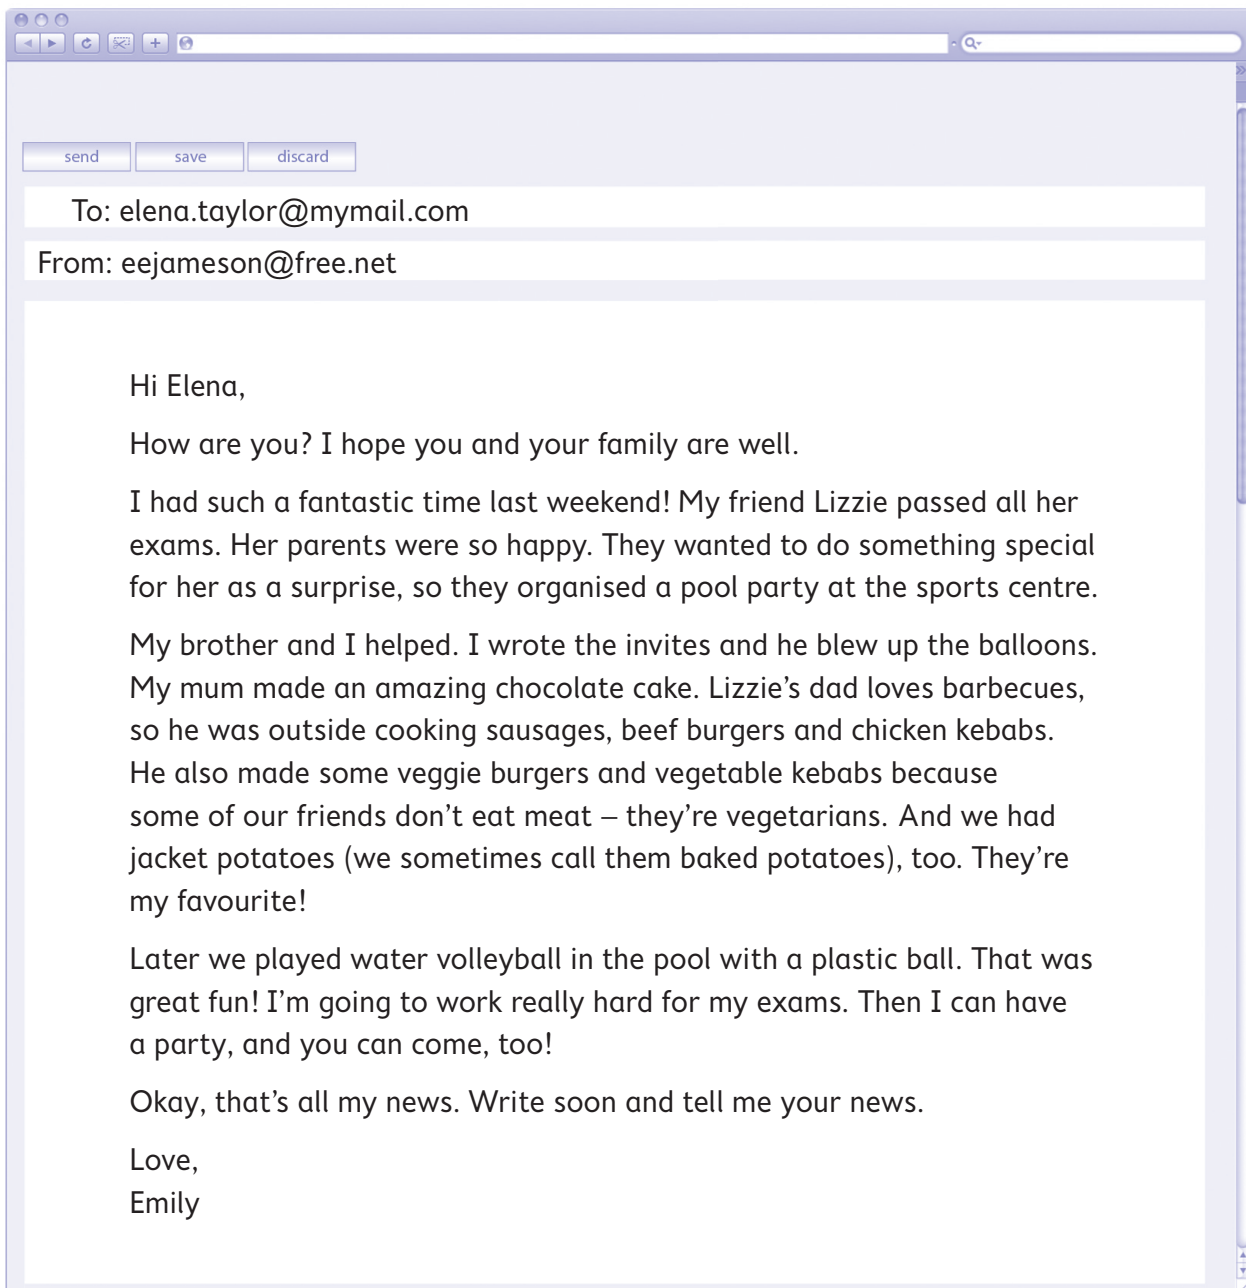 send save discard
To: elena.taylor@mymail.com
From: eejameson@free.net
Hi Elena,
How are you? I hope you and your family are well.
I had such a fantastic time last weekend! My friend Lizzie passed all her
exams. Her parents were so happy. They wanted to do something special
for her as a surprise, so they organised a pool party at the sports centre.
My brother and I helped. I wrote the invites and he blew up the balloons.
My mum made an amazing chocolate cake. Lizzie’s dad loves barbecues,
so he was outside cooking sausages, beef burgers and chicken kebabs.
He also made some veggie burgers and vegetable kebabs because
some of our friends don’t eat meat – they’re vegetarians. And we had
jacket potatoes (we sometimes call them baked potatoes), too. They’re
my favourite!
Later we played water volleyball in the pool with a plastic ball. That was
great fun! I’m going to work really hard for my exams. Then I can have
a party, and you can come, too!
Okay, that’s all my news. Write soon and tell me your news.
Love,
Emily